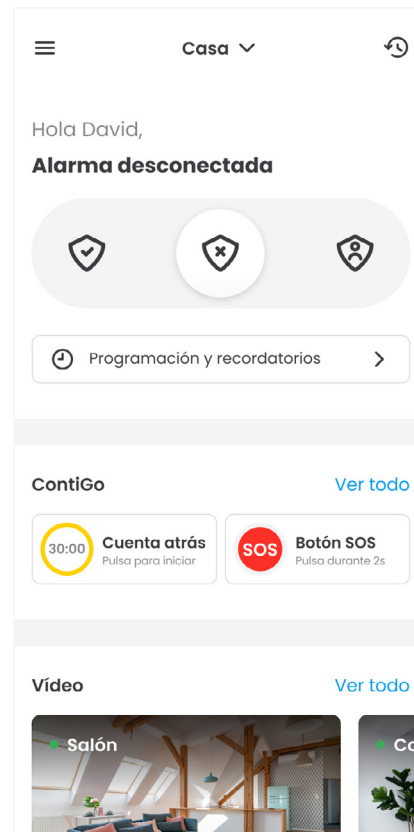 Casa
Hola David,
Alarma desconectada
Programación y recordatorios
ContiGo
Ver todo
30:00
Cuenta atrás
Pulsa para iniciar
SOS
Botón SOS
Pulsa durante 2s
Vídeo
Ver todo
Salón